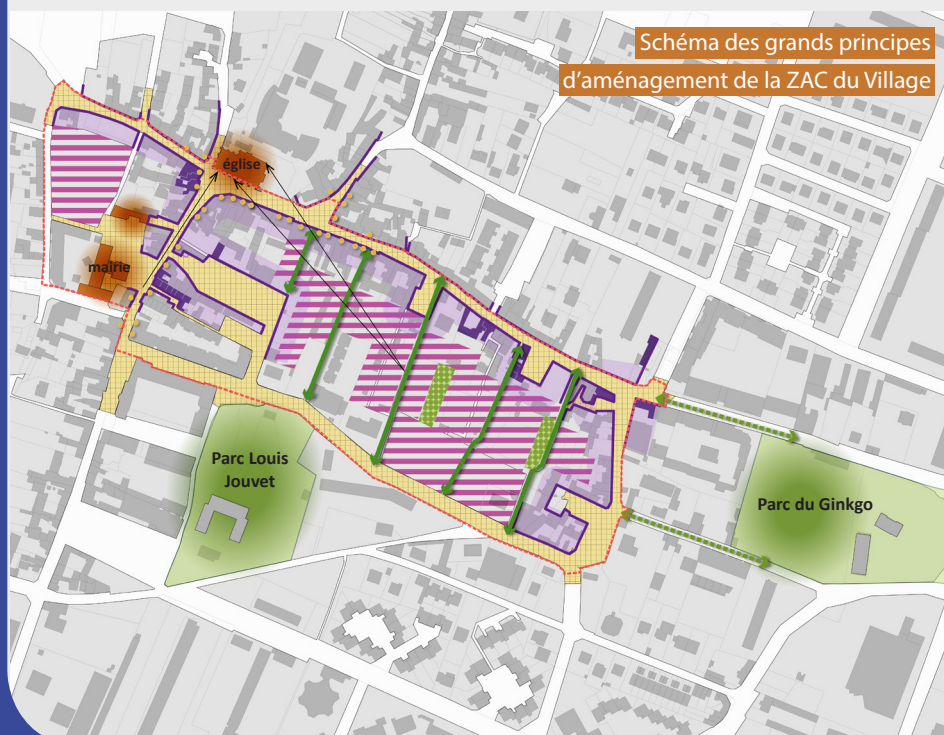 Schéma des grands principes
d'aménagement de la ZAC du Village
église
mairie
Parc Louis
Jouvet
Parc du Ginkgo